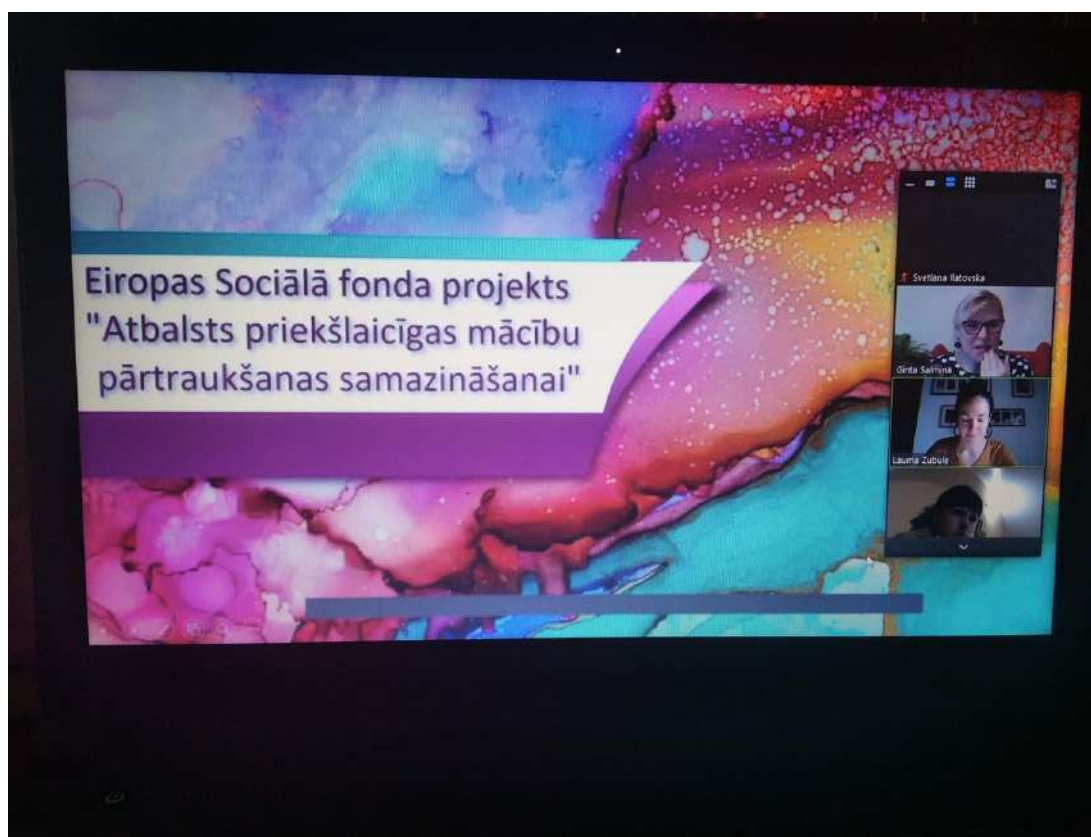 Eiropas Sociālā fonda projekts
"Atbalsts priekšlaicīgas mācību
pārtraukšanas samazināšanai"
Svetlana Ilatovska
Ginta Salmiņa
Lauma Zubule